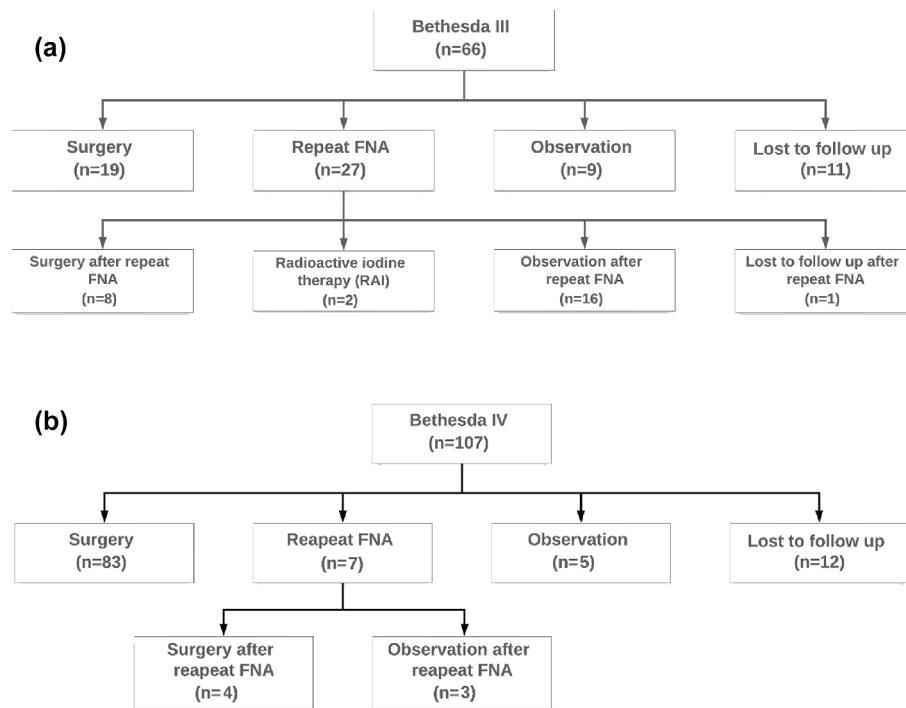 (a)
Bethesda III
(n=66)
Surgery
(n=19)
Repeat FNA
(n=27)
Observation
(n=9)
Lost to follow up
(n=11)
Surgery after repeat
FNA
(n=8)
Radioactive iodine
therapy (RAI)
(n=2)
Observation after
repeat FNA
(n=16)
Lost to follow up after
repeat FNA
(n=1)
(b)
Bethesda IV
(n=107)
Surgery
(n=83)
Reapeat FNA
(n=7)
Observation
(n=5)
Lost to follow up
(n=12)
Surgery after
reapeat FNA
(n=4)
Observation after
reapeat FNA
(n=3)